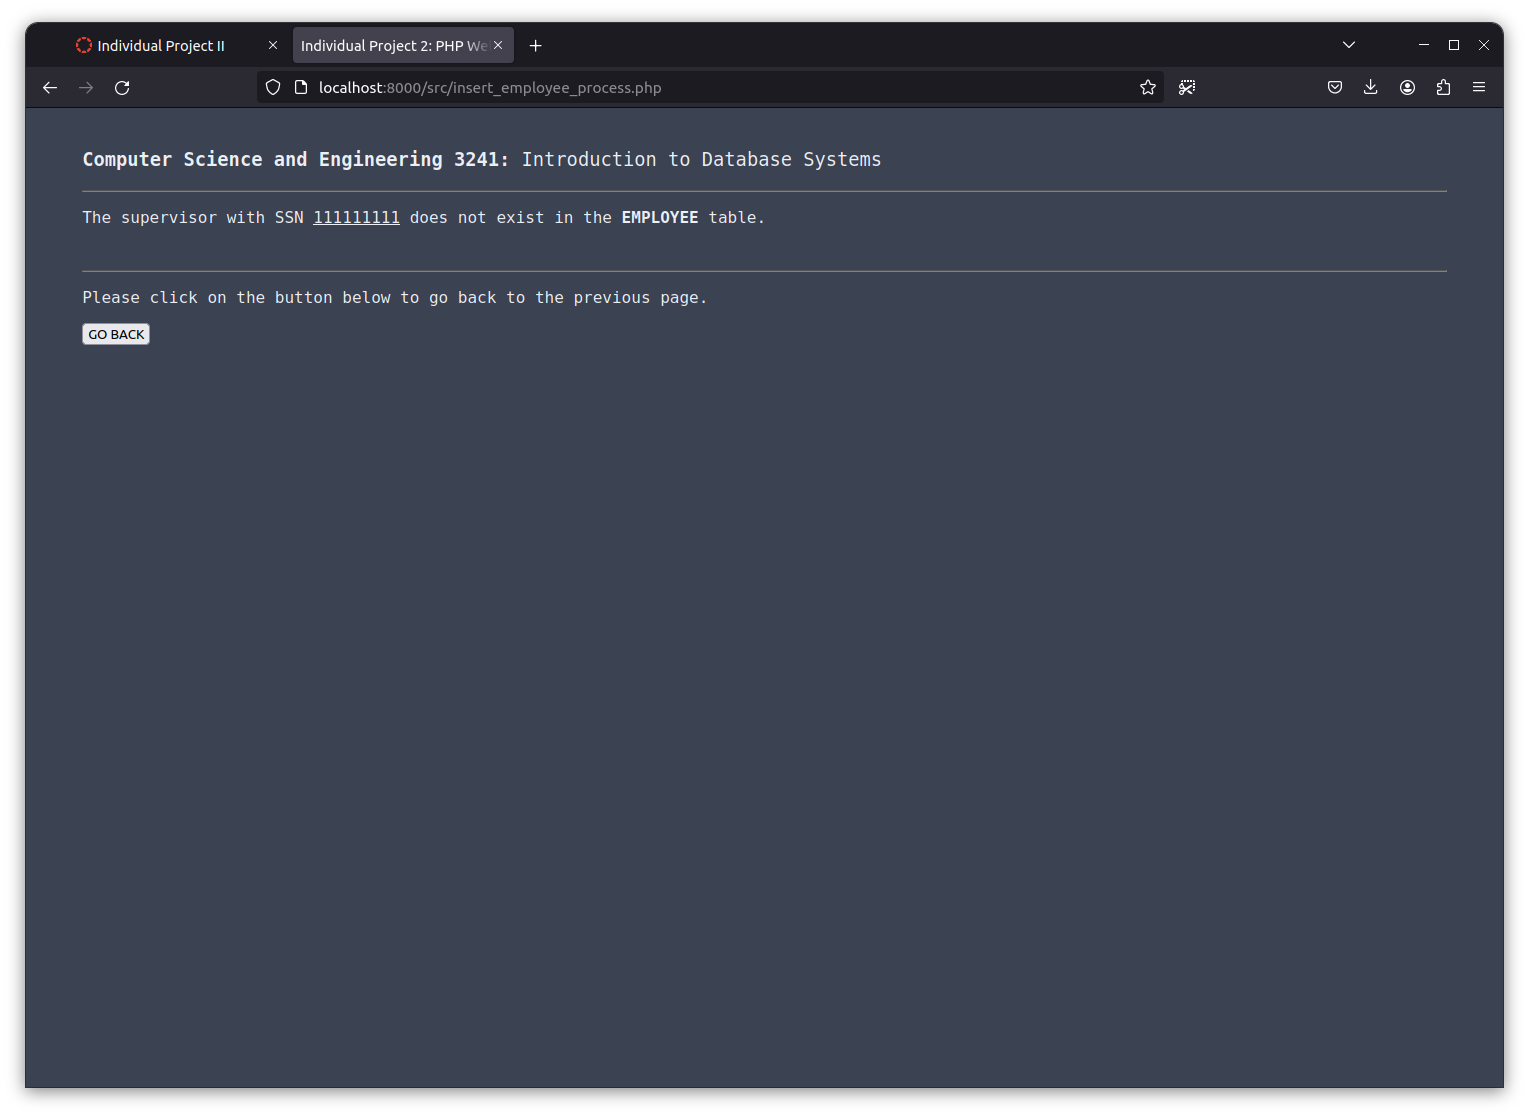 Individual Project II
Individual Project 2: PHP We
localhost:8000/src/insert_employee_process.php
Computer Science and Engineering 3241: Introduction to Database Systems
The supervisor with SSN 111111111 does not exist in the EMPLOYEE table.
Please click on the button below to go back to the previous page.
GO BACK